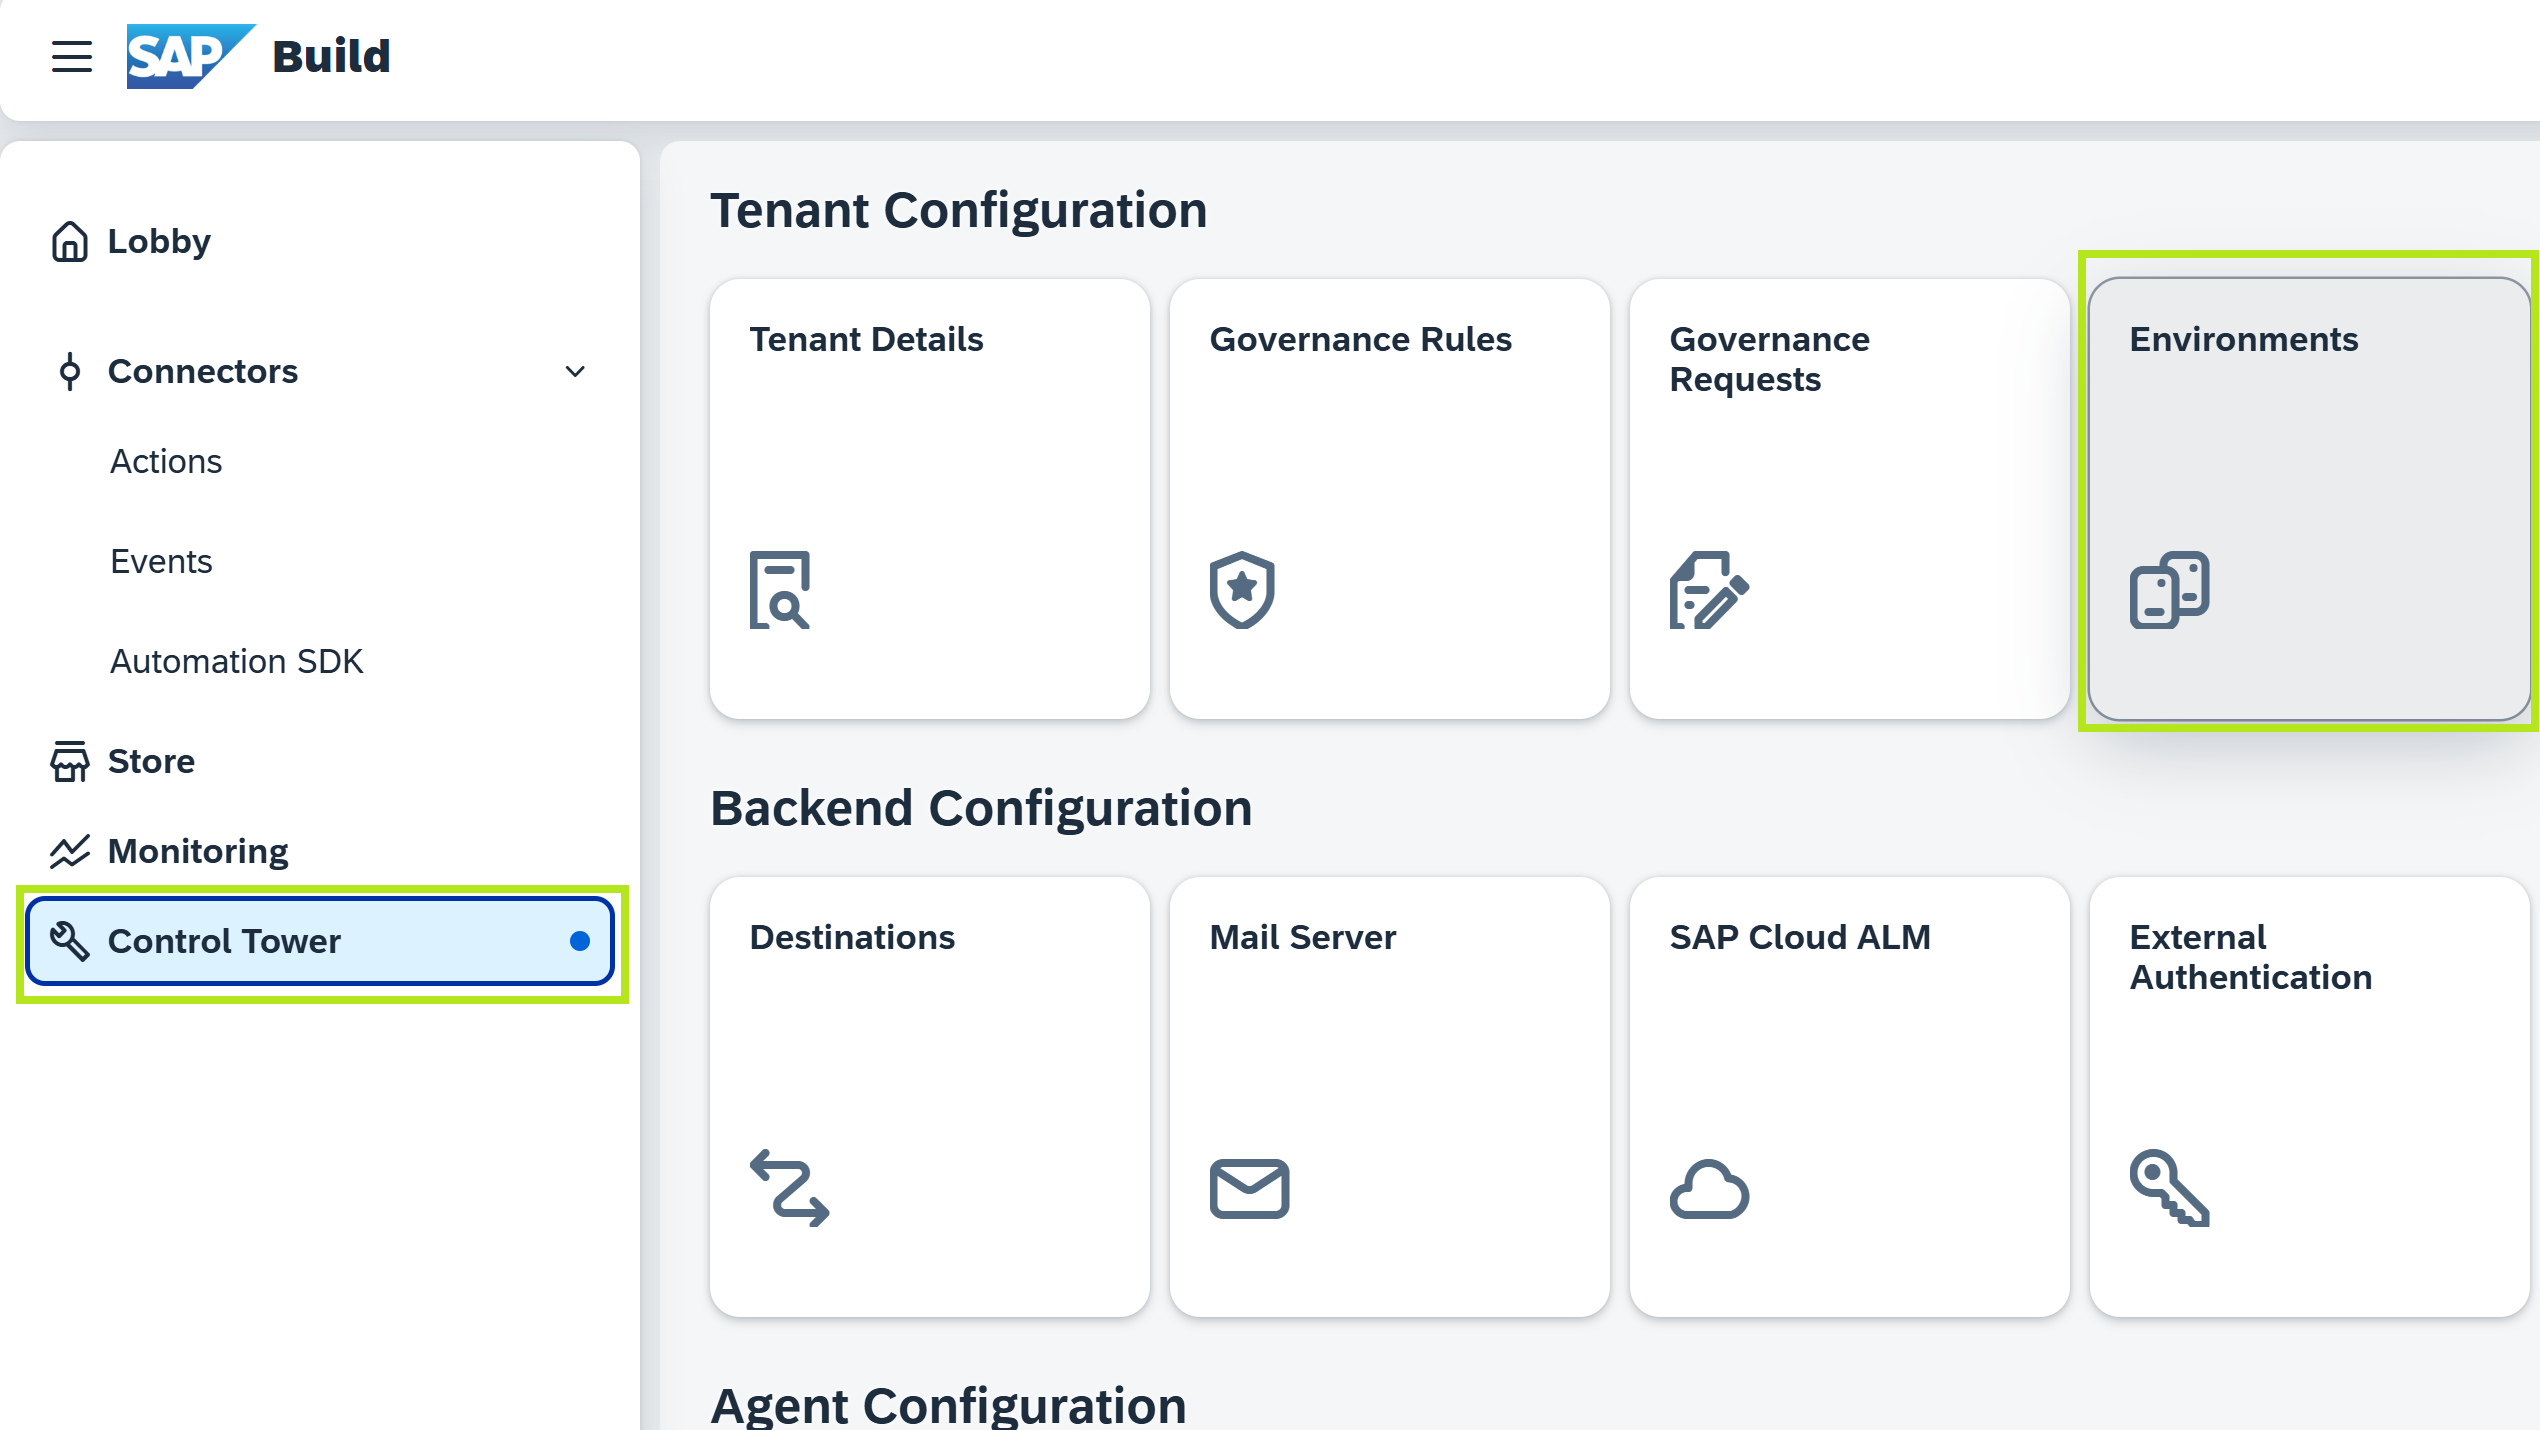 SAP Build
Lobby
Connectors
Actions
Events
Automation SDK
Store
Monitoring
Control Tower
Tenant Configuration
Tenant Details
Governance Rules
Governance
Requests
Environments
Backend Configuration
Destinations
Mail Server
SAP Cloud ALM
External
Authentication
Agent Configuration